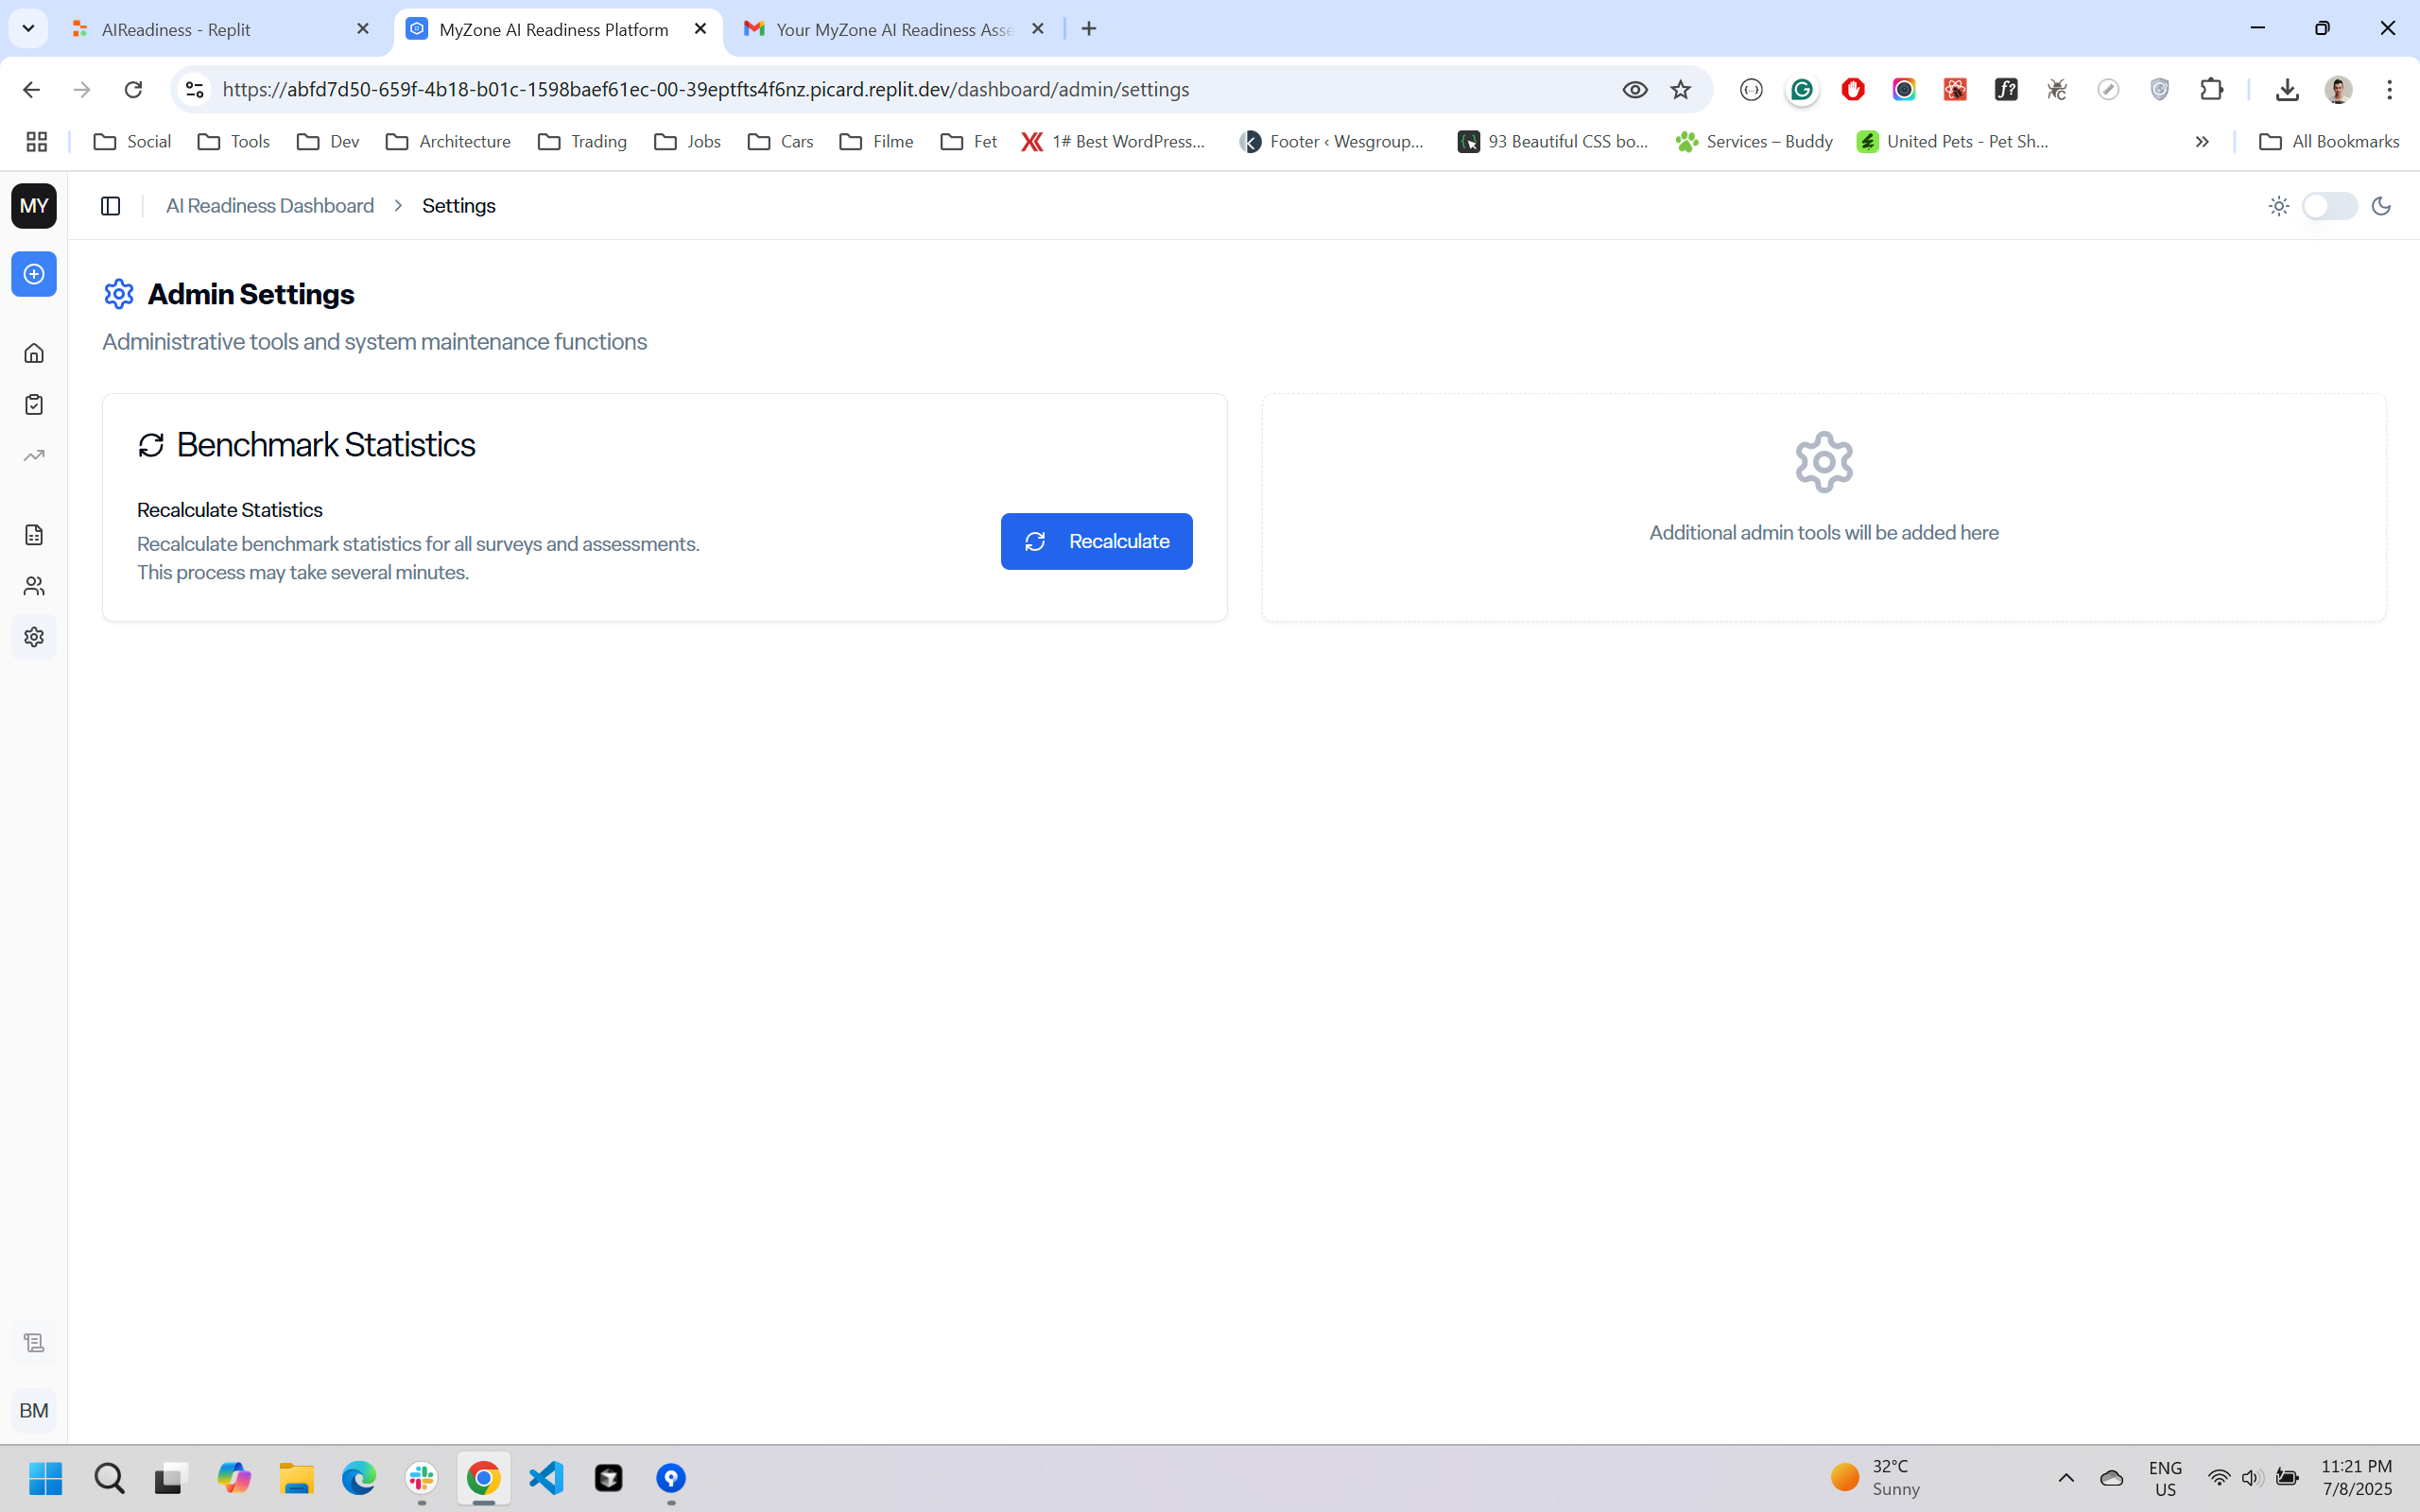 AIReadiness - Replit
MyZone AI Readiness Platform
Your MyZone AI Readiness Asse
https://abfd7d50-659f-4b18-b01c-1598baef61ec-00-39eptfts4f6nz.picard.replit.dev/dashboard/admin/settings
Social
Tools
Dev
Architecture
Trading
Jobs
Cars
Filme
Fet
1# Best WordPress...
Footer ‹ Wesgroup...
93 Beautiful CSS bo...
Services – Buddy
United Pets - Pet Sh...
All Bookmarks
MY
AI Readiness Dashboard
Settings
Admin Settings
Administrative tools and system maintenance functions
Benchmark Statistics
Recalculate Statistics
Recalculate benchmark statistics for all surveys and assessments.
This process may take several minutes.
Recalculate
Additional admin tools will be added here
BM
32°C
Sunny
ENG
US
11:21 PM
7/8/2025